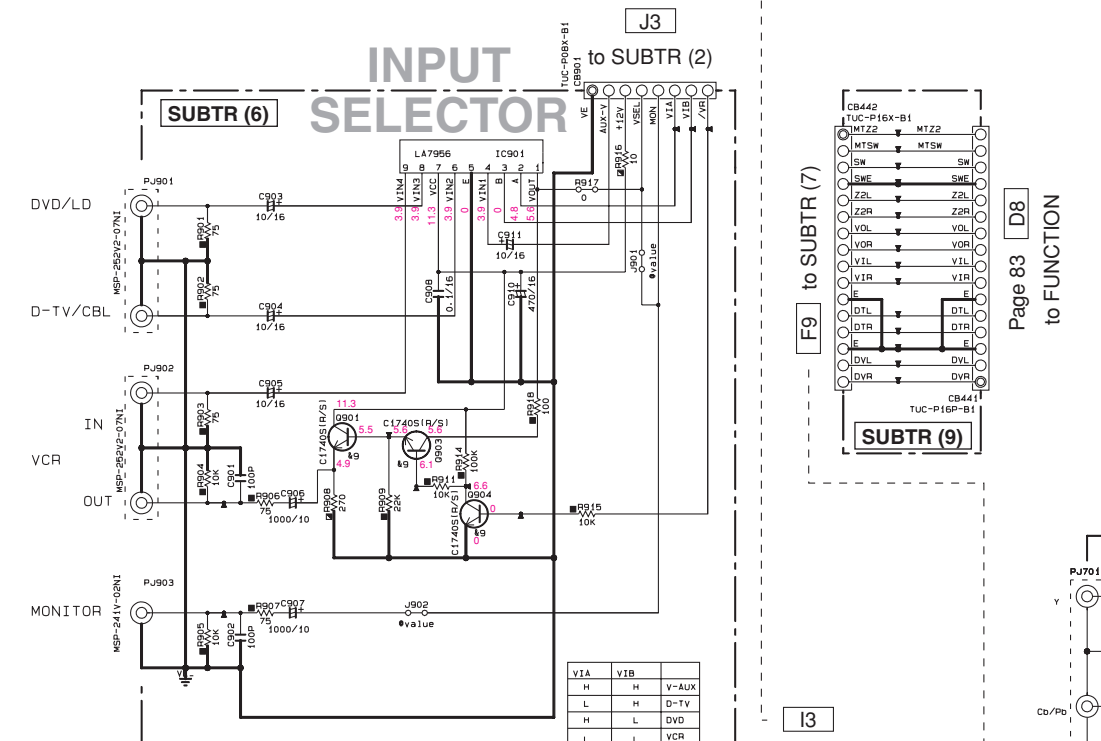 J3
to SUBTR (2)
TUC-P08X-B1
CB901
INPUT
SELECTOR
SUBTR (6)
VE
AUX-V
+12V
VSEL
MON
VIA
VIB
/VR
LA7956
IC901
9 8 7 6 5 4 3 2 1
VIN4
VIN3
VCC
VIN2
E
VIN1
B
A
VOUT
3.9
3.9
11.3
3.9
0
3.9
0
4.8
5.6
R916
10
R917
0
C911
10/16
J901
@value
C908
0.1/16
C910
470/16
DVD/LD
PJ901
MSP-252V2-07NI
C903
10/16
R901
75
R902
75
D-TV/CBL
C904
10/16
PJ902
IN
VCR
OUT
MSP-252V2-07NI
C905
10/16
R903
75
R904
10K
C901
100P
R906
75
C906
1000/10
11.3
C1740S(R/S)
Q901
5.5
&9
4.9
R908
270
R909
22K
C1740S(R/S)
5.6
5.6
Q903
&9
6.1
R918
100
R914
100K
R911
10K
6.6
Q904
C1740S(R/S)
0
&9
0
R915
10K
MONITOR
PJ903
MSP-241V-02NI
R905
10K
C902
100P
R907
75
C907
1000/10
J902
@value
VIA VIB
H H V-AUX
L H D-TV
H L DVD
L L VCR
F9
to SUBTR (7)
CB442
TUC-P16X-B1
MTZ2 MTZ2
MTSW MTSW
SW SW
SWE SWE
Z2L Z2L
Z2R Z2R
VOL VOL
VOR VOR
VIL VIL
VIR VIR
E E
DTL DTL
DTR DTR
E E
DVL DVL
DVR DVR
CB441
TUC-P16P-B1
SUBTR (9)
Page 83 D8
to FUNCTION
I3
PJ701
Y
Cb/Pb